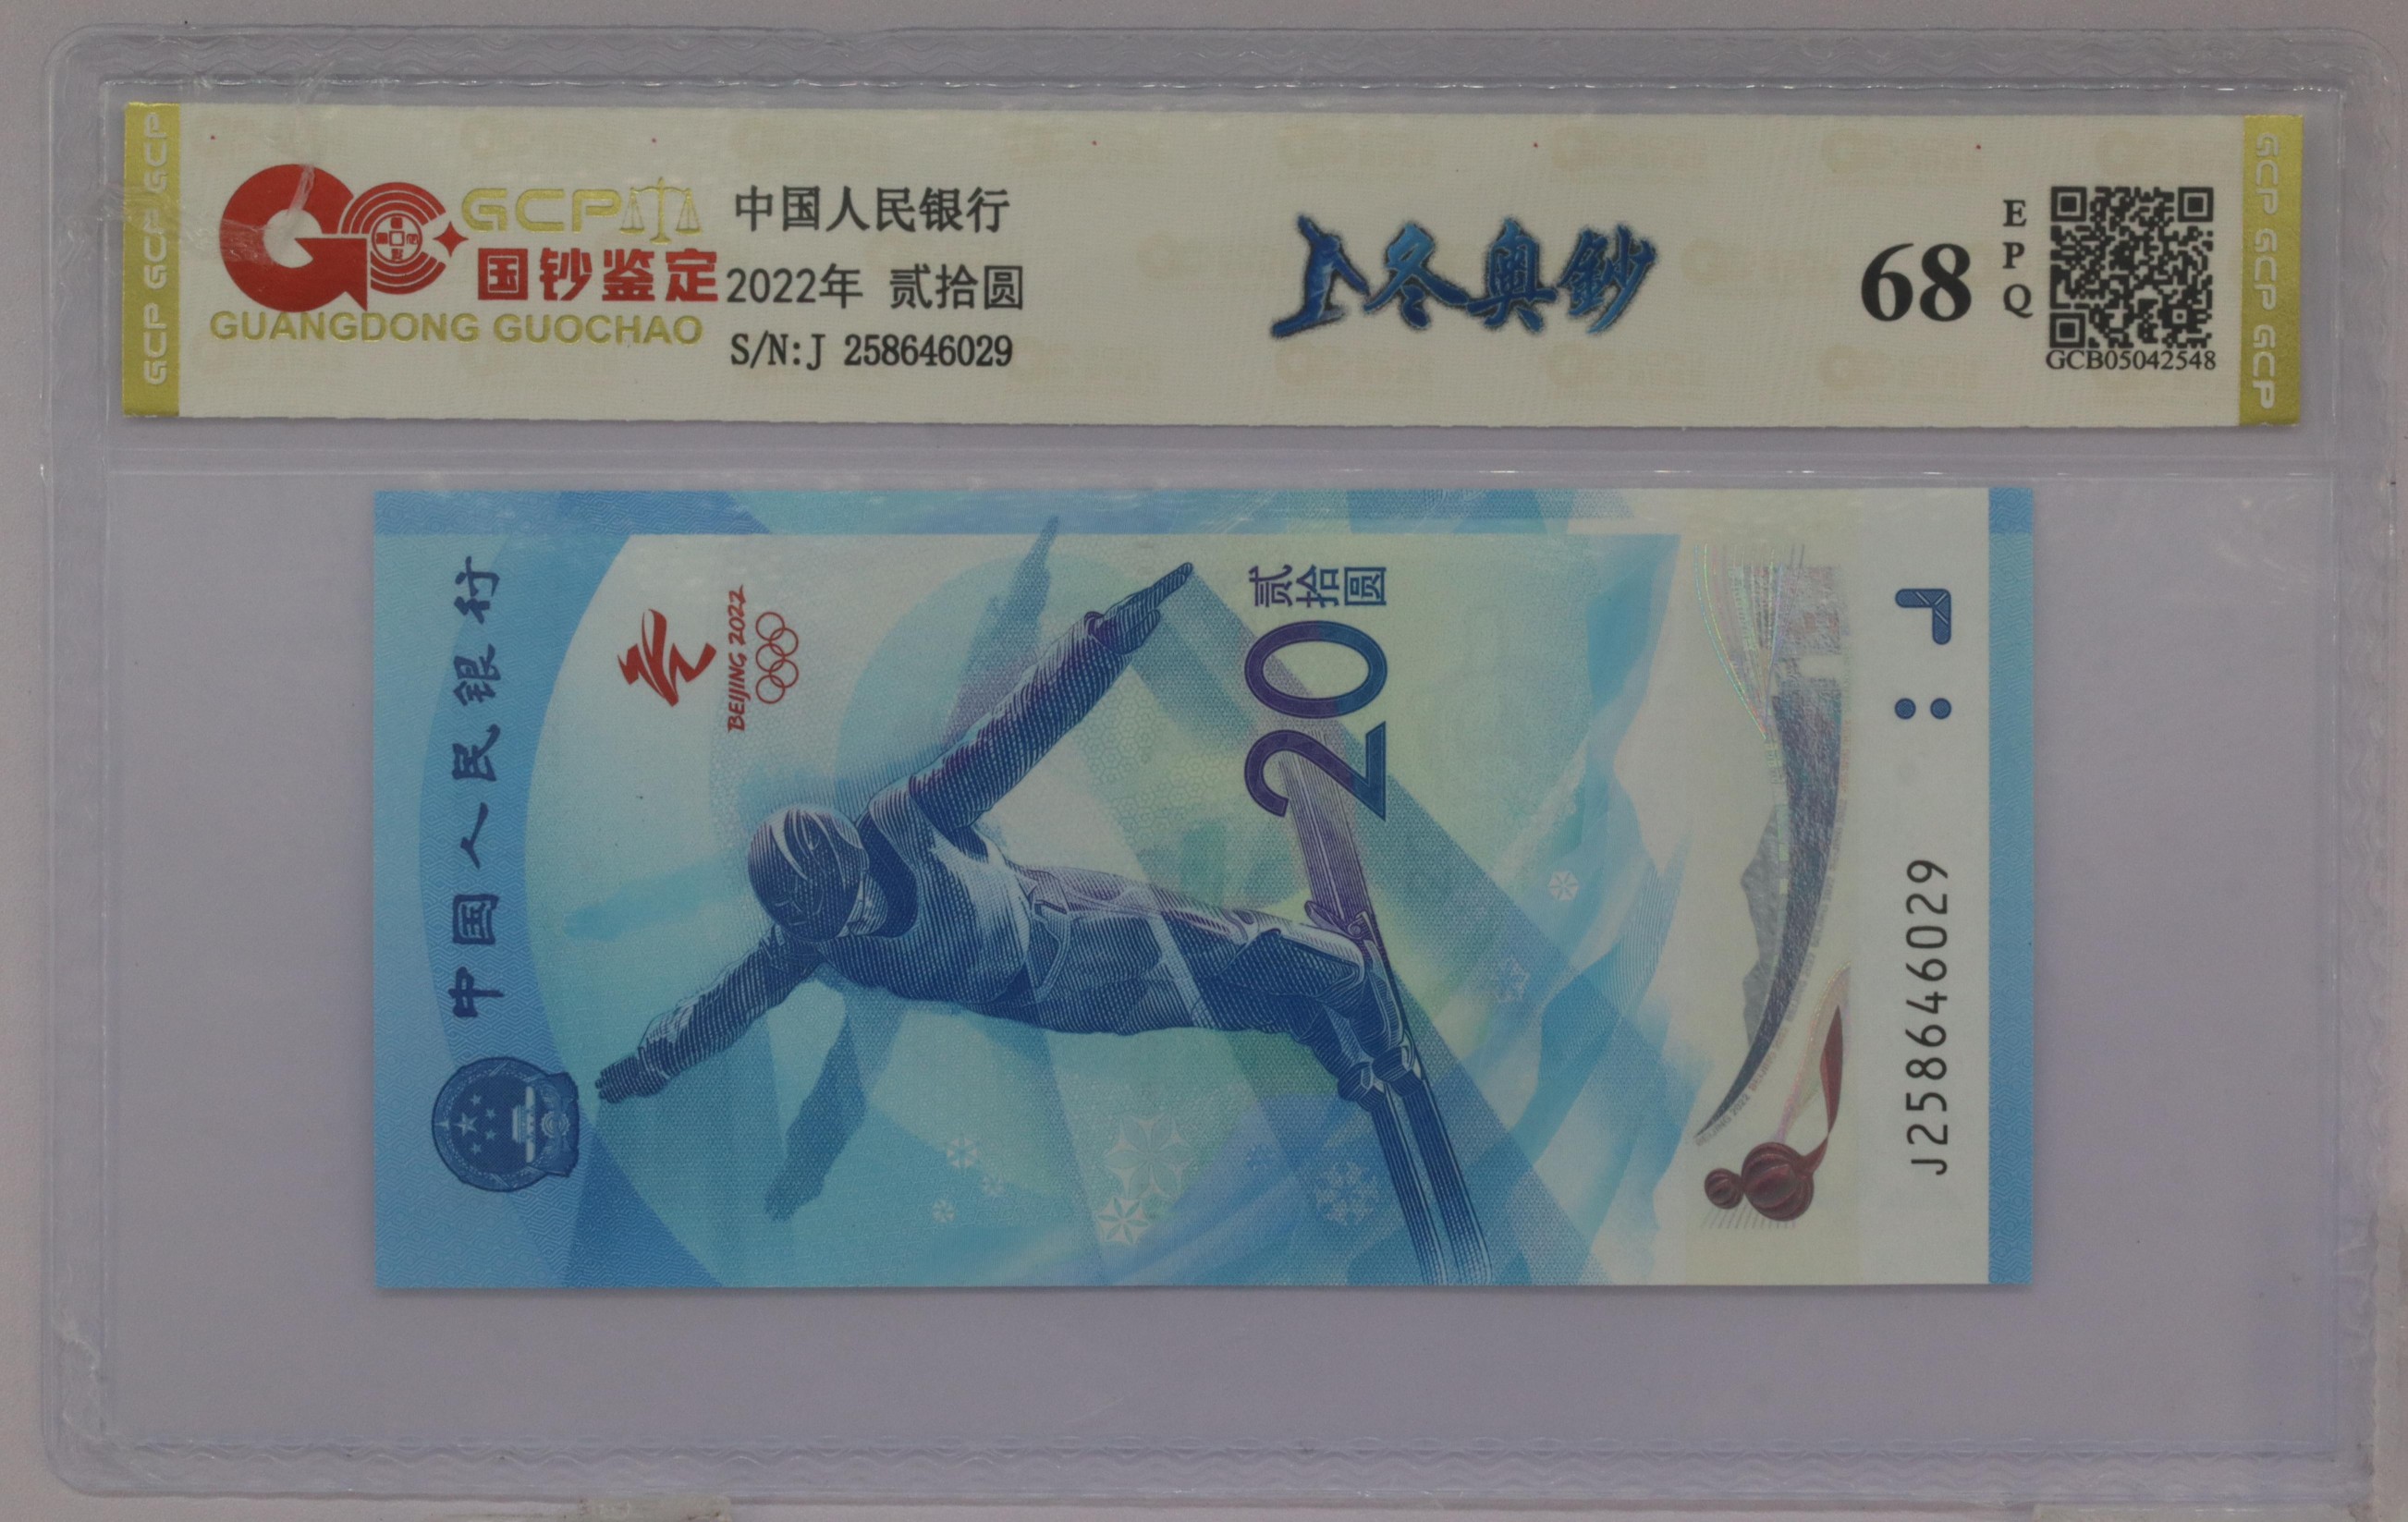 GCP GCP GCP
GCP
国钞鉴定
GUANGDONG GUOCHAO
中国人民银行
2022年 贰拾圆
S/N:J 258646029
冬奥鈔
68
EPQ
GCB05042548
GCP GCP GCP
中国人民银行
BEIJING 2022
贰拾圆
20
J258646029